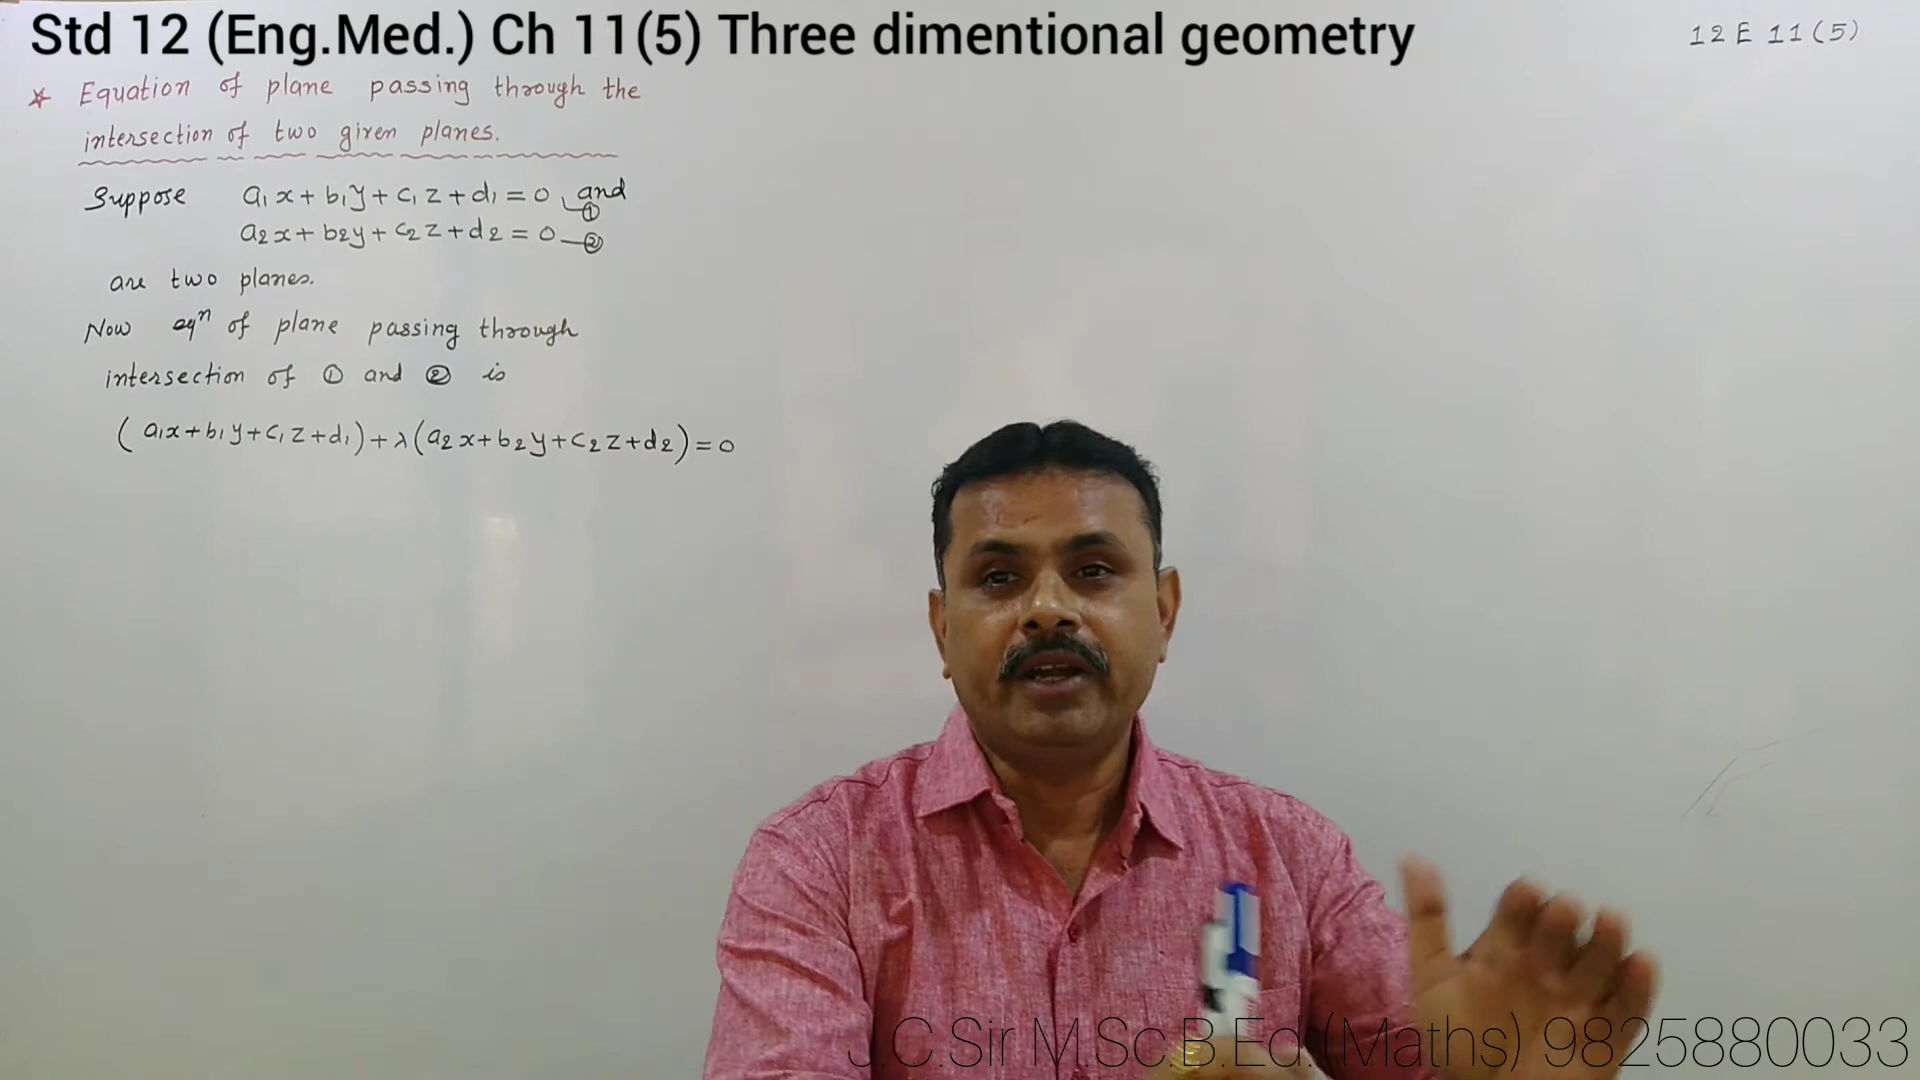 Std 12 (Eng.Med.) Ch 11(5) Three dimentional geometry
12 E 11(5)
* Equation of plane passing through the
intersection of two given planes.
Suppose a₁x + b₁y + c₁z + d₁ = 0 ① and
a₂x + b₂y + c₂z + d₂ = 0 — ②
are two planes.
Now eqⁿ of plane passing through
intersection of ① and ② is
(a₁x+b₁y+c₁z+d₁)+λ(a₂x+b₂y+c₂z+d₂)=0
J.C.Sir M.Sc.B.Ed.(Maths) 9825880033